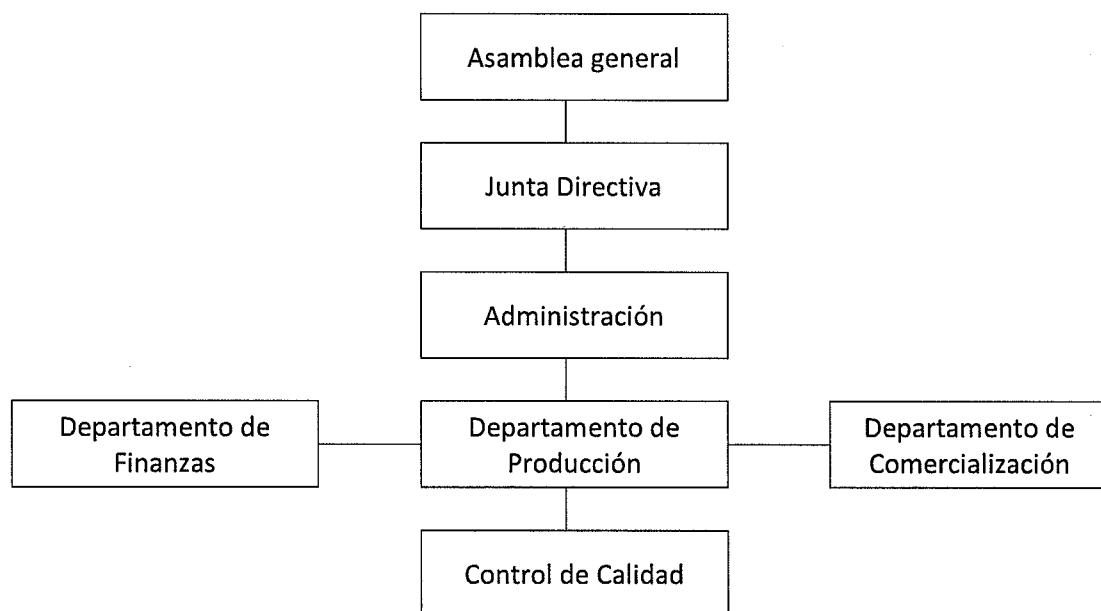 Asamblea general
Junta Directiva
Administración
Departamento de
Finanzas
Departamento de
Producción
Departamento de
Comercialización
Control de Calidad